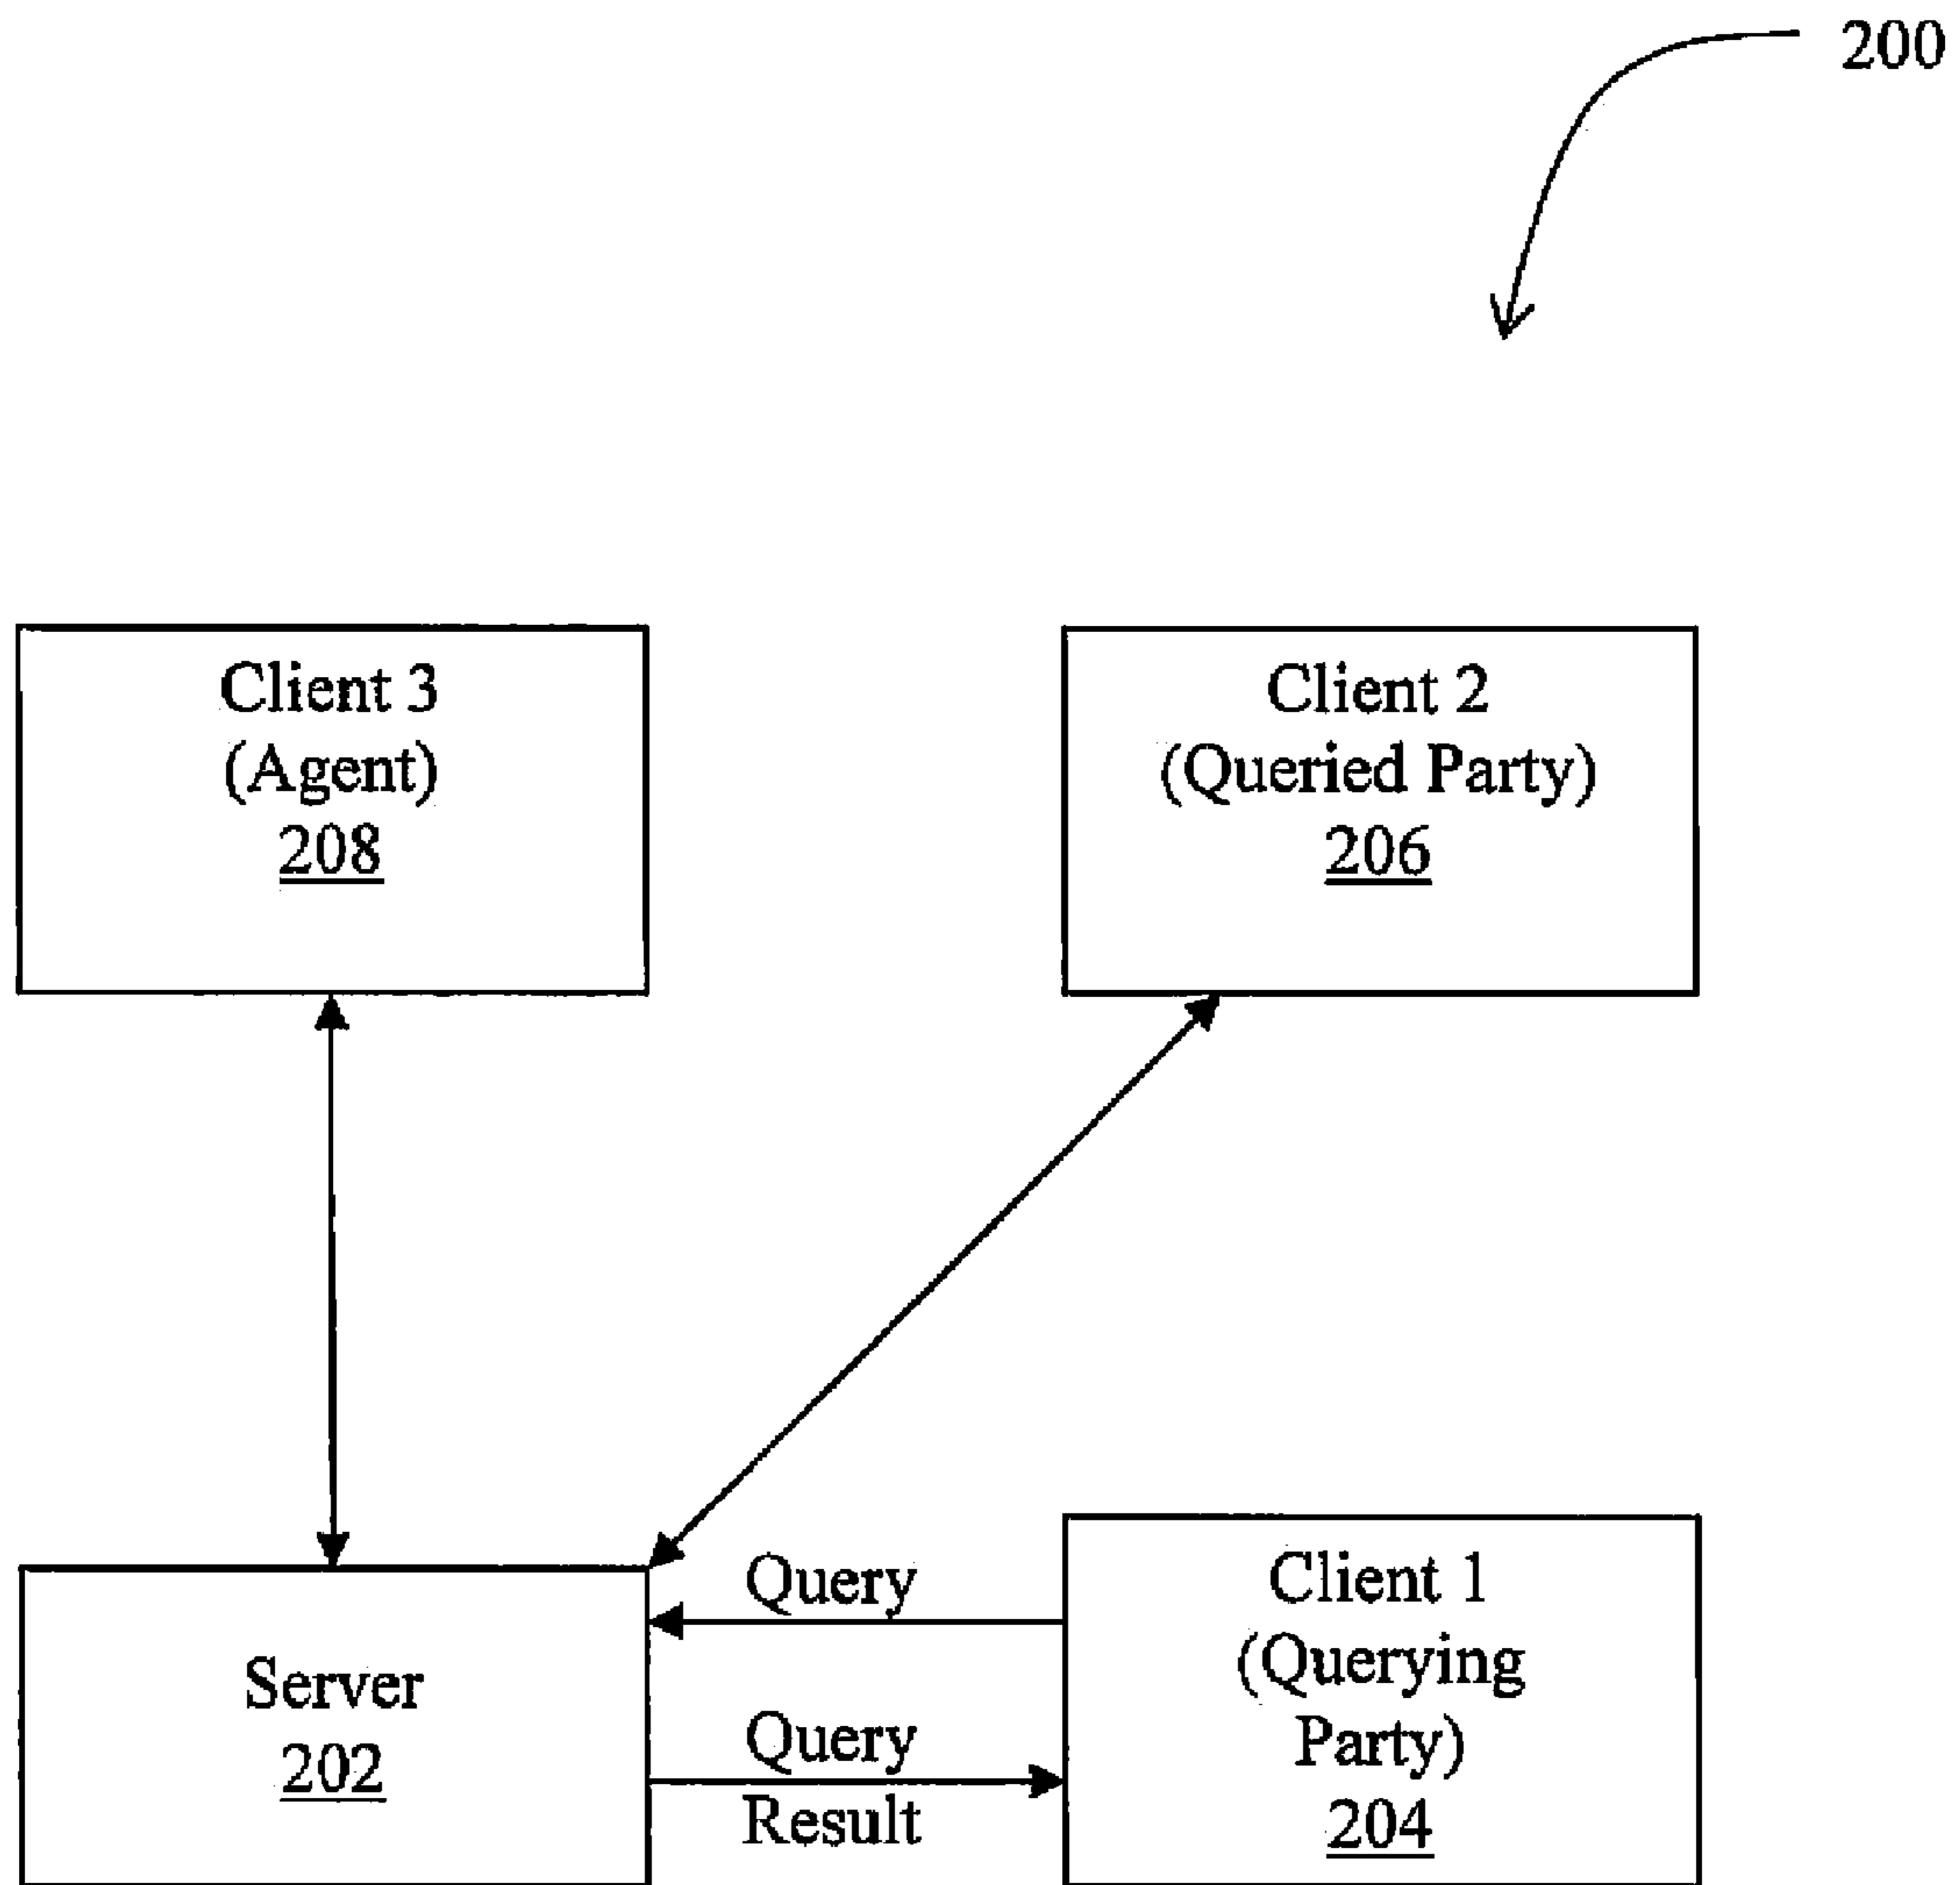 200
Client 3
(Agent)
208
Client 2
(Queried Party)
206
Query
Client 1
(Querying
Party)
204
Server
202
Query
Result